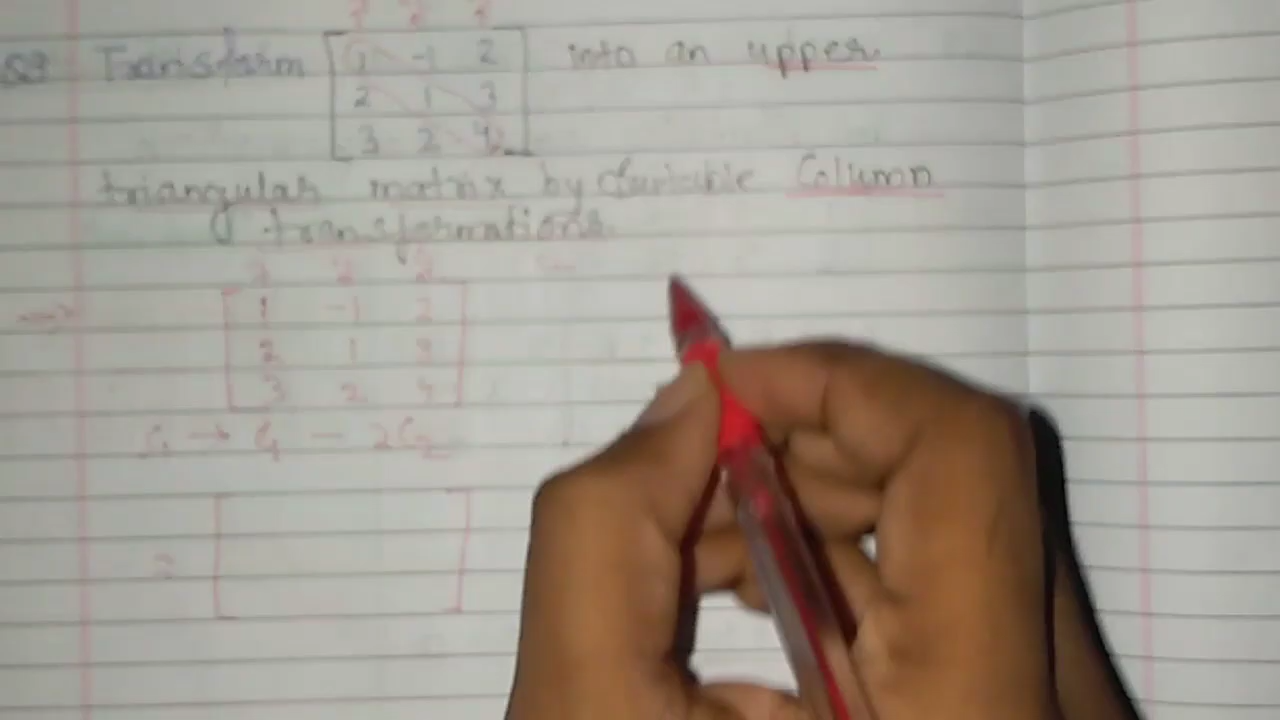 Q3 Transform [ 1 -1 2 into an upper
2 1 3
3 2 4 ]
triangular matrix by suitable Column
transformations.
→ [ 1 -1 2
2 1 3
3 2 4 ]
C₁ → C₁ - 2C₂
= [ ]